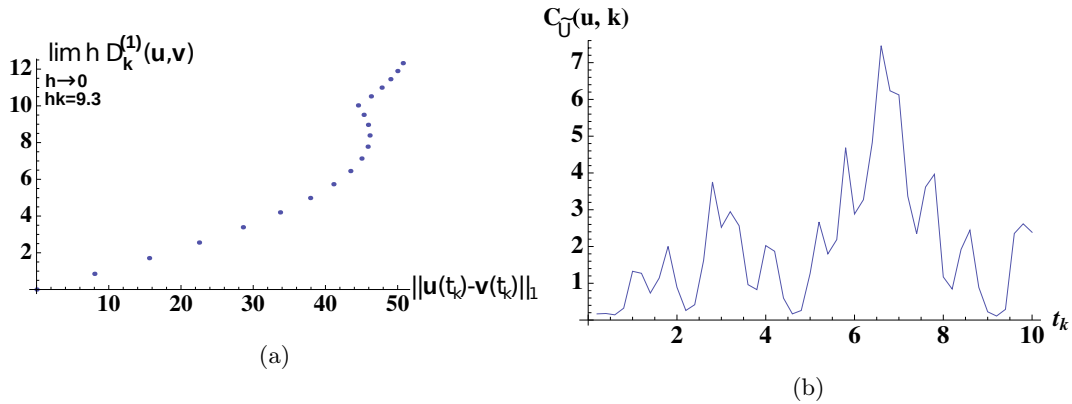 lim h D_k^(1)(u,v)
h→0
hk=9.3
12
10
8
6
4
2
10 20 30 40 50
||u(t_k)-v(t_k)||_1
(a)
C_Ũ(u, k)
7
6
5
4
3
2
1
2 4 6 8 10
t_k
(b)